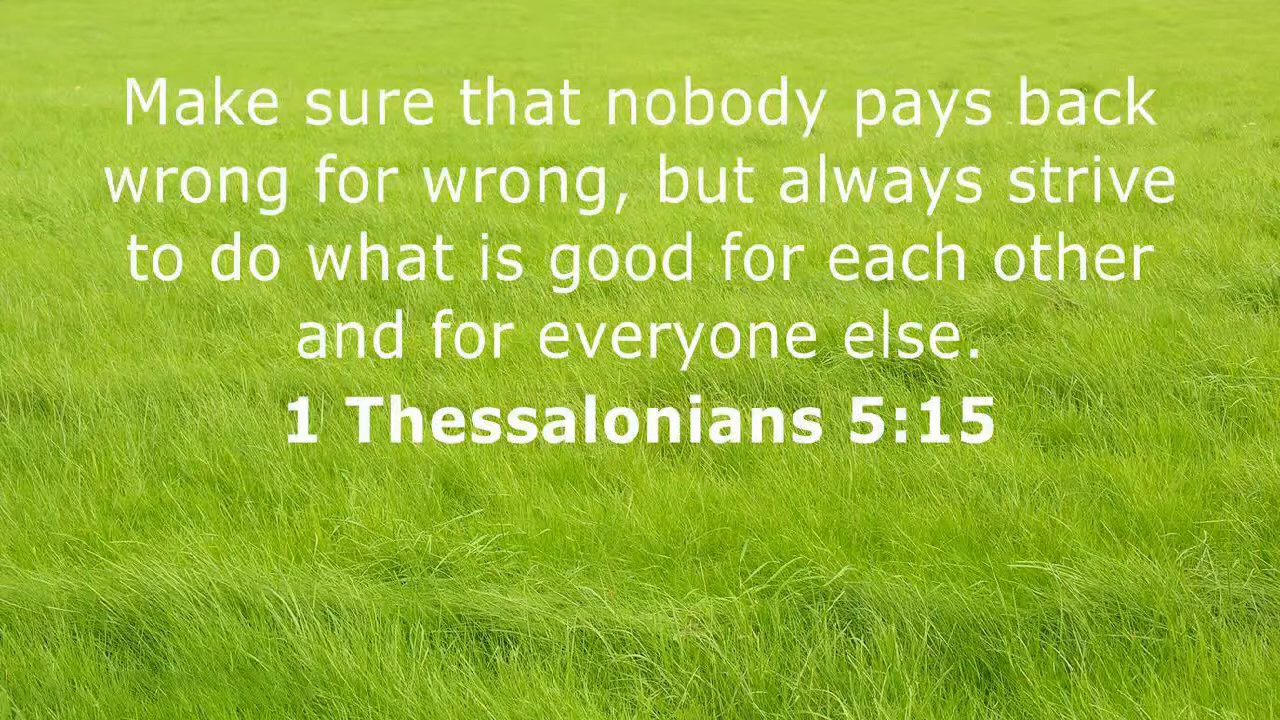 Make sure that nobody pays back
wrong for wrong, but always strive
to do what is good for each other
and for everyone else.
1 Thessalonians 5:15